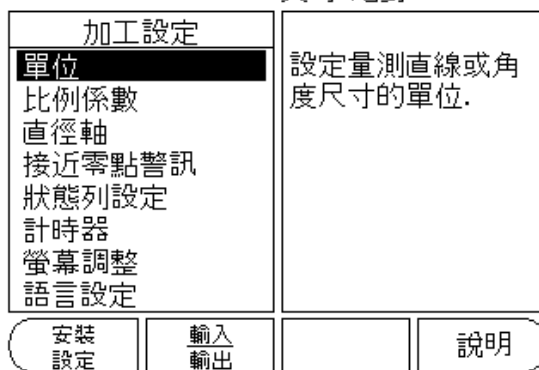 加工設定
單位
比例係數
直徑軸
接近零點警訊
狀態列設定
計時器
螢幕調整
語言設定
設定量測直線或角
度尺寸的單位.
安裝
設定
輸入
輸出
說明